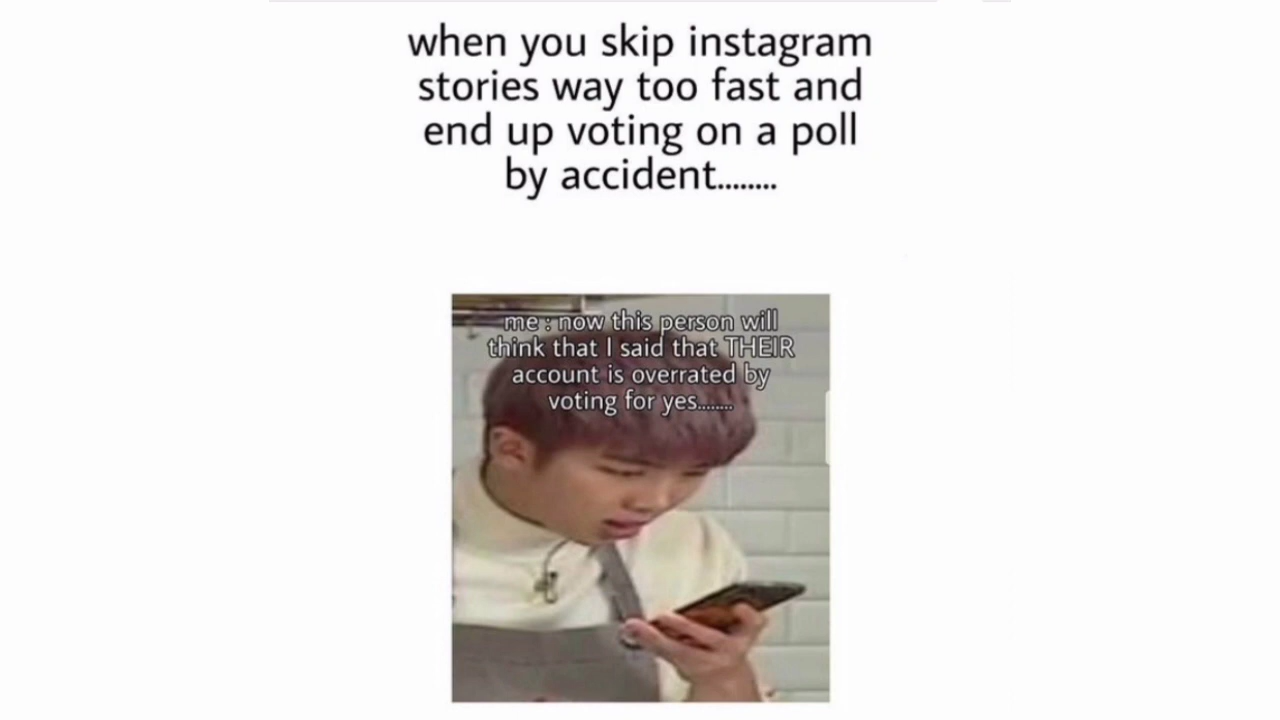 when you skip instagram
stories way too fast and
end up voting on a poll
by accident........
me : now this person will
think that I said that THEIR
account is overrated by
voting for yes........